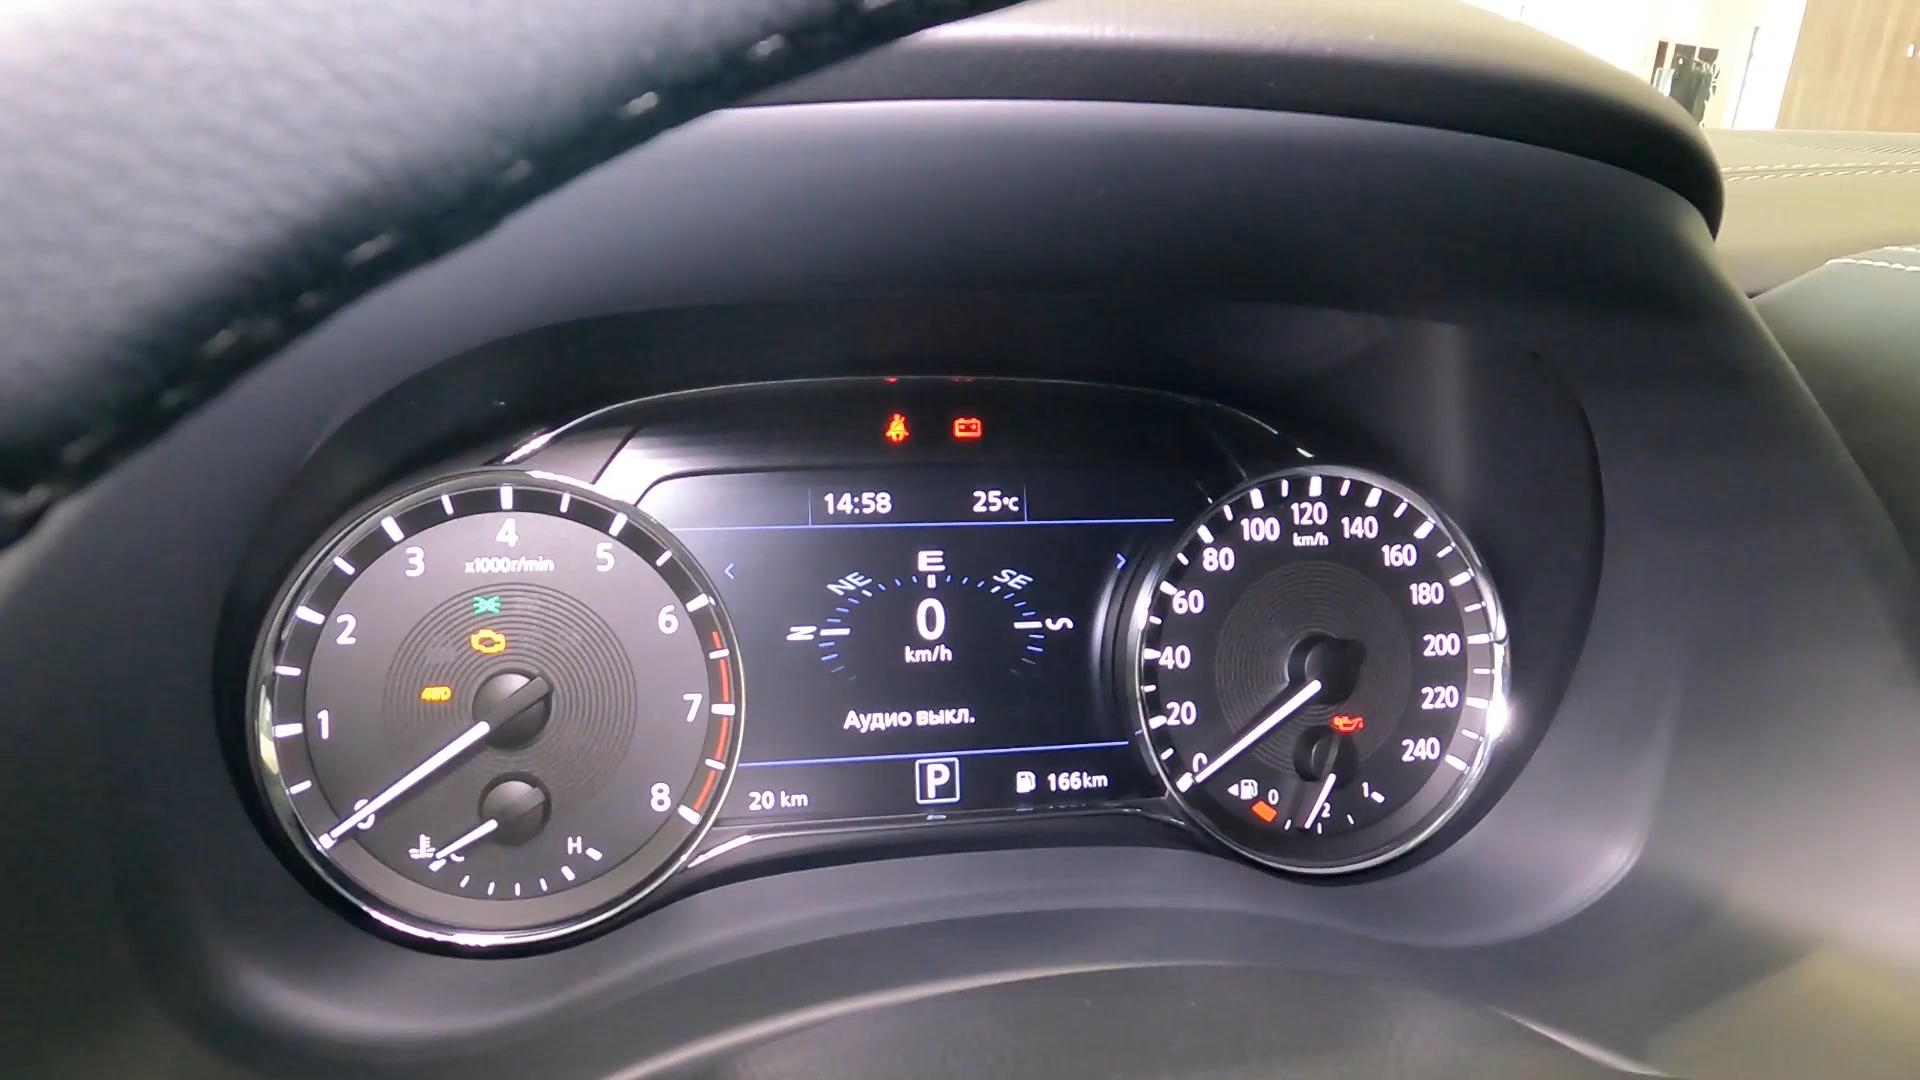 14:58 25°C
4
3 5
x1000r/min
2 6
4WD
1 7
0 8
C H
NE E SE
N 0 S
km/h
Аудио выкл.
20 km P 166km
100 120 140
km/h
80 160
60 180
40 200
20 220
0 240
0 1/2 1